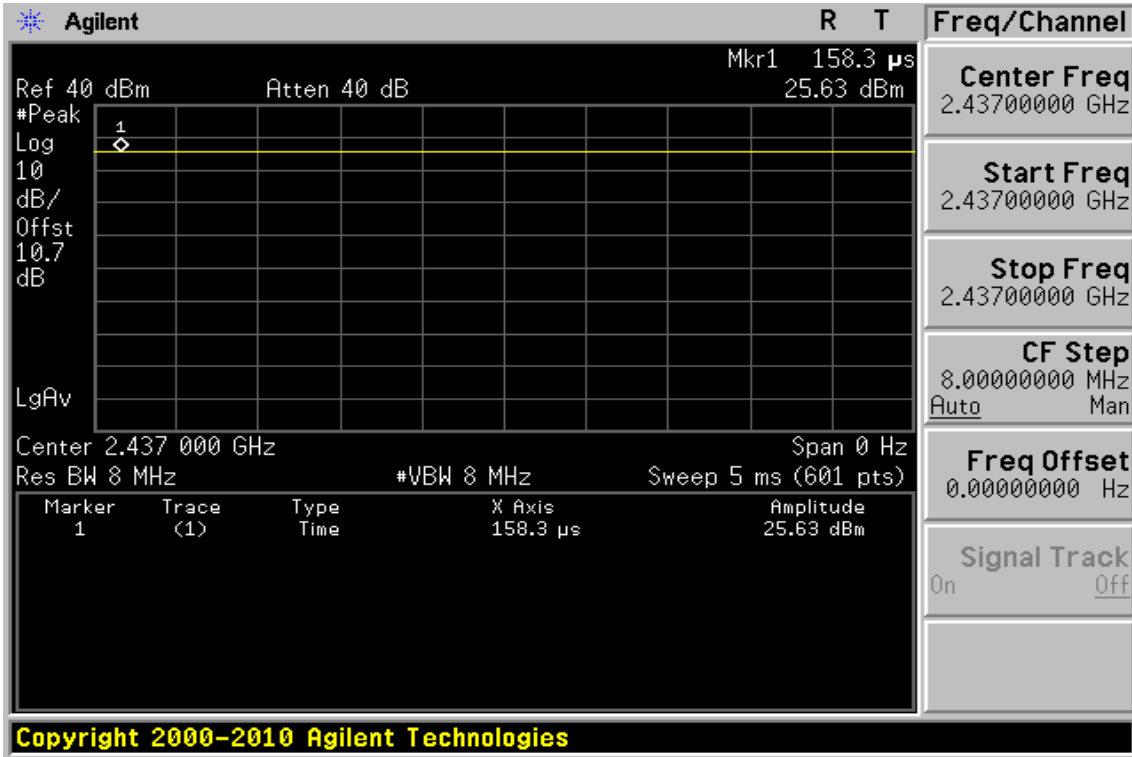 Agilent R T
Mkr1 158.3 µs
Ref 40 dBm Atten 40 dB 25.63 dBm
#Peak
Log
10
dB/
Offst
10.7
dB
LgAv
1
Center 2.437 000 GHz Span 0 Hz
Res BW 8 MHz #VBW 8 MHz Sweep 5 ms (601 pts)
Marker Trace Type X Axis Amplitude
1 (1) Time 158.3 µs 25.63 dBm
Freq/Channel
Center Freq
2.43700000 GHz
Start Freq
2.43700000 GHz
Stop Freq
2.43700000 GHz
CF Step
8.00000000 MHz
Auto Man
Freq Offset
0.00000000 Hz
Signal Track
On Off
Copyright 2000-2010 Agilent Technologies